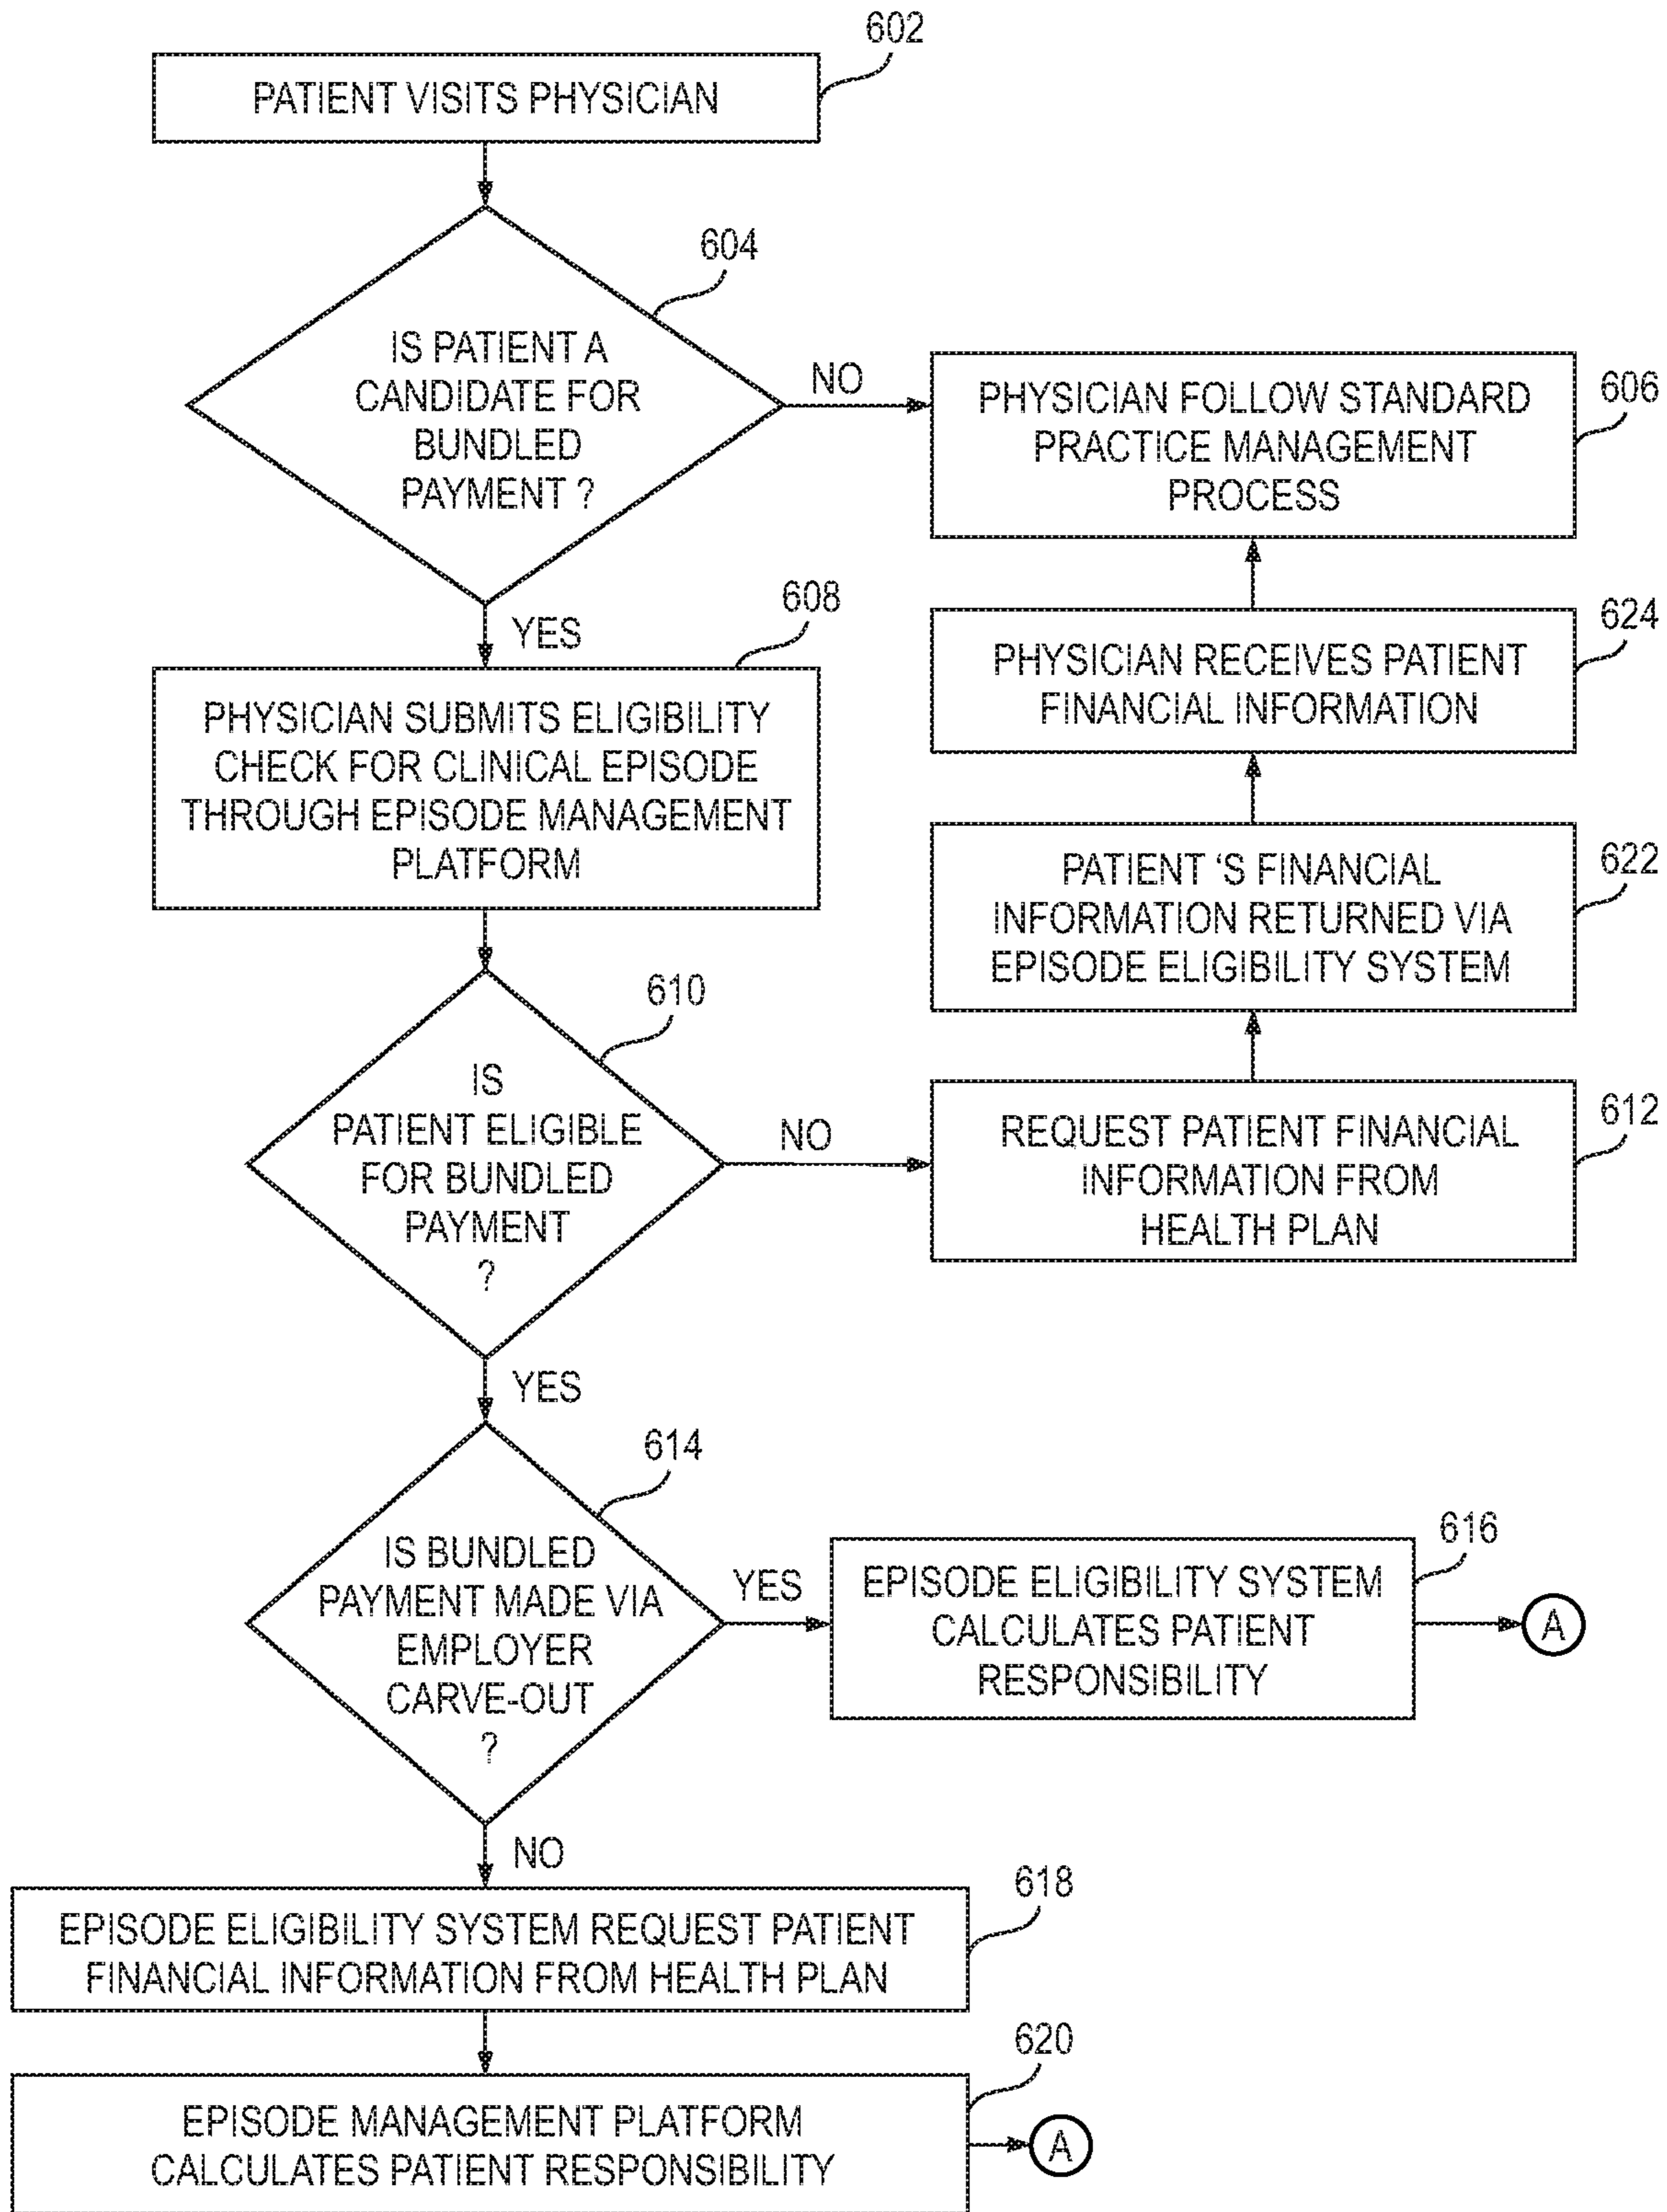 602
PATIENT VISITS PHYSICIAN
604
IS PATIENT A
CANDIDATE FOR
BUNDLED
PAYMENT ?
NO
PHYSICIAN FOLLOW STANDARD
PRACTICE MANAGEMENT
PROCESS
606
YES
608
PHYSICIAN SUBMITS ELIGIBILITY
CHECK FOR CLINICAL EPISODE
THROUGH EPISODE MANAGEMENT
PLATFORM
PHYSICIAN RECEIVES PATIENT
FINANCIAL INFORMATION
624
PATIENT 'S FINANCIAL
INFORMATION RETURNED VIA
EPISODE ELIGIBILITY SYSTEM
622
610
IS
PATIENT ELIGIBLE
FOR BUNDLED
PAYMENT
?
NO
REQUEST PATIENT FINANCIAL
INFORMATION FROM
HEALTH PLAN
612
YES
614
IS BUNDLED
PAYMENT MADE VIA
EMPLOYER
CARVE-OUT
?
YES
EPISODE ELIGIBILITY SYSTEM
CALCULATES PATIENT
RESPONSIBILITY
616
A
NO
618
EPISODE ELIGIBILITY SYSTEM REQUEST PATIENT
FINANCIAL INFORMATION FROM HEALTH PLAN
620
EPISODE MANAGEMENT PLATFORM
CALCULATES PATIENT RESPONSIBILITY
A